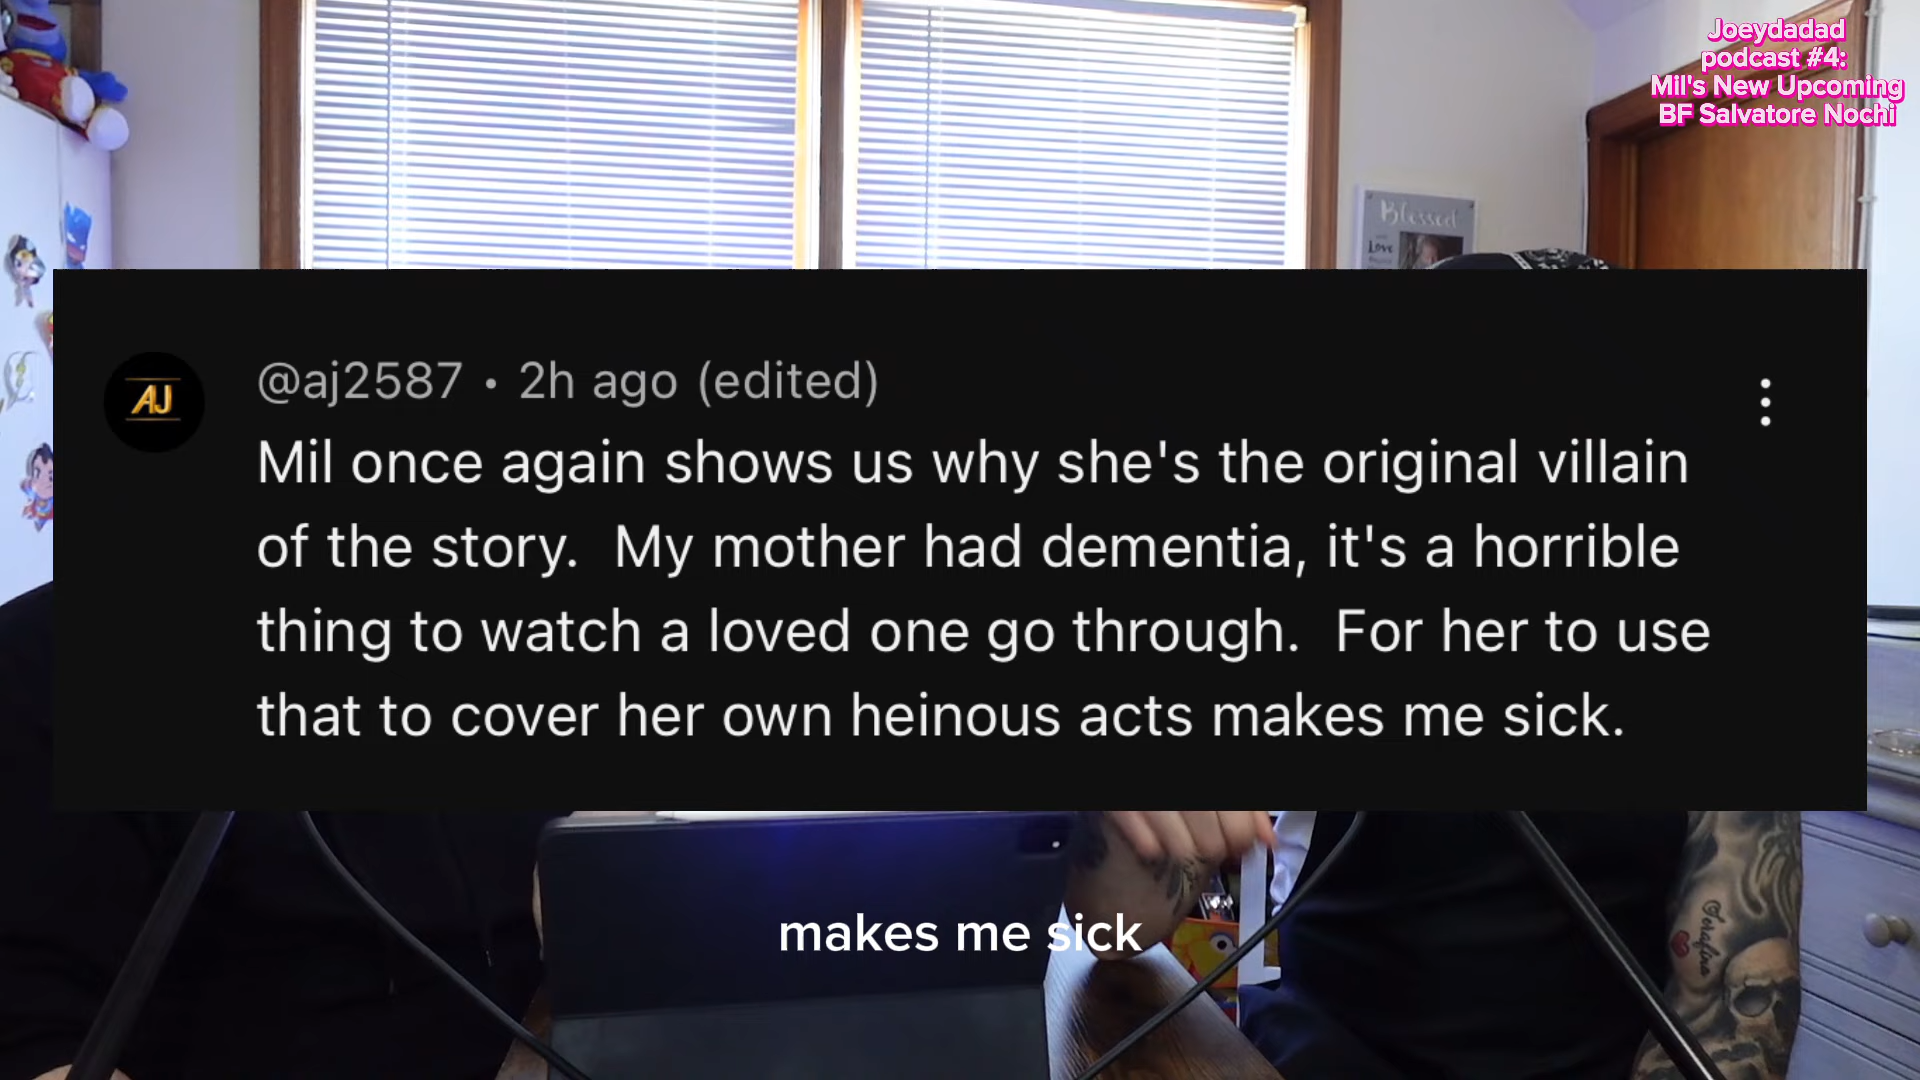 Joeydadad
podcast #4:
Mil's New Upcoming
BF Salvatore Nochi
Blessed
Love
AJ
@aj2587 • 2h ago (edited)
Mil once again shows us why she's the original villain
of the story.  My mother had dementia, it's a horrible
thing to watch a loved one go through.  For her to use
that to cover her own heinous acts makes me sick.
makes me sick